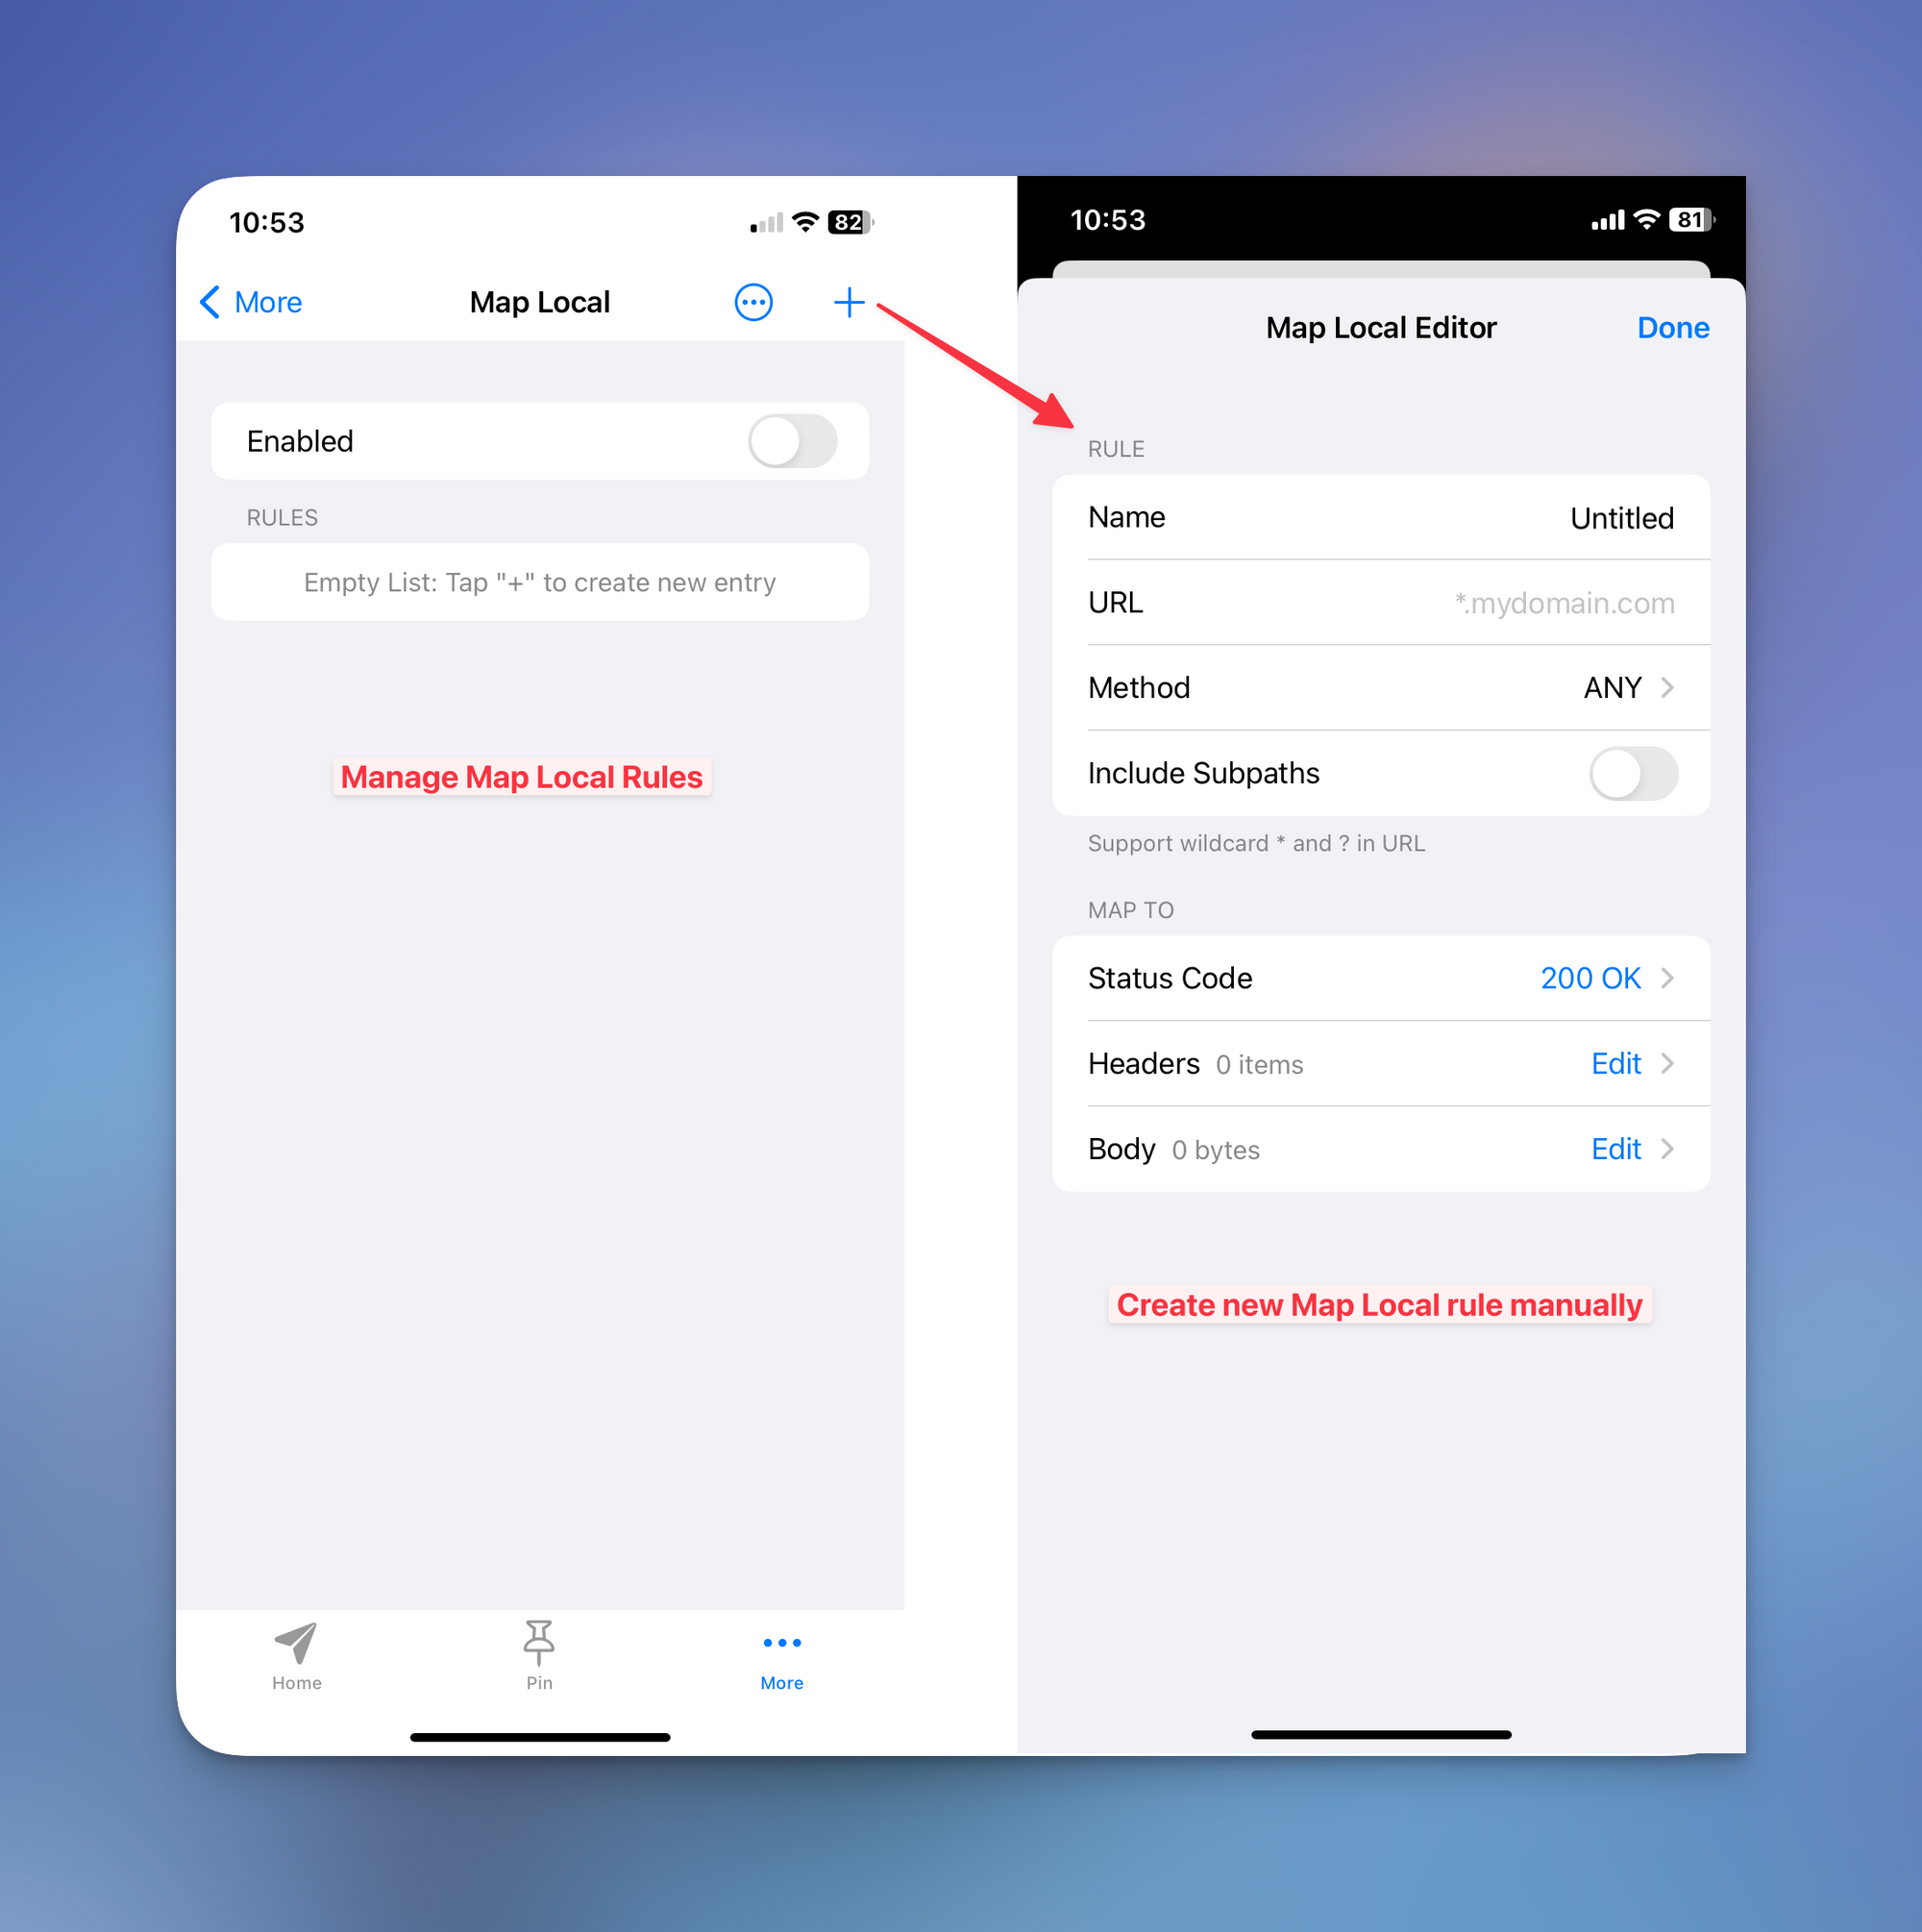 10:53
82
More
Map Local
Enabled
RULES
Empty List: Tap "+" to create new entry
Manage Map Local Rules
Home
Pin
More
10:53
81
Map Local Editor
Done
RULE
Name
Untitled
URL
*.mydomain.com
Method
ANY
Include Subpaths
Support wildcard * and ? in URL
MAP TO
Status Code
200 OK
Headers 0 items
Edit
Body 0 bytes
Edit
Create new Map Local rule manually